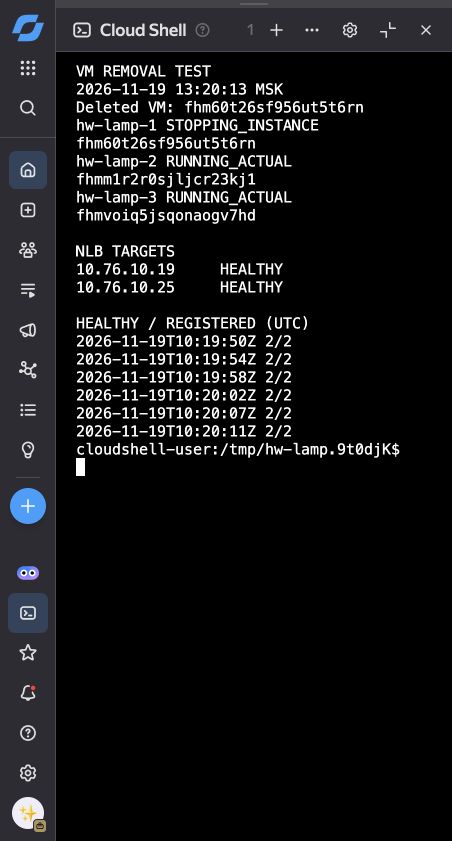 Cloud Shell
1
VM REMOVAL TEST
2026-11-19 13:20:13 MSK
Deleted VM: fhm60t26sf956ut5t6rn
hw-lamp-1 STOPPING_INSTANCE
fhm60t26sf956ut5t6rn
hw-lamp-2 RUNNING_ACTUAL
fhmm1r2r0sjljcr23kj1
hw-lamp-3 RUNNING_ACTUAL
fhmvoiq5jsqonaogv7hd
NLB TARGETS
10.76.10.19 HEALTHY
10.76.10.25 HEALTHY
HEALTHY / REGISTERED (UTC)
2026-11-19T10:19:50Z 2/2
2026-11-19T10:19:54Z 2/2
2026-11-19T10:19:58Z 2/2
2026-11-19T10:20:02Z 2/2
2026-11-19T10:20:07Z 2/2
2026-11-19T10:20:11Z 2/2
cloudshell-user:/tmp/hw-lamp.9t0djK$